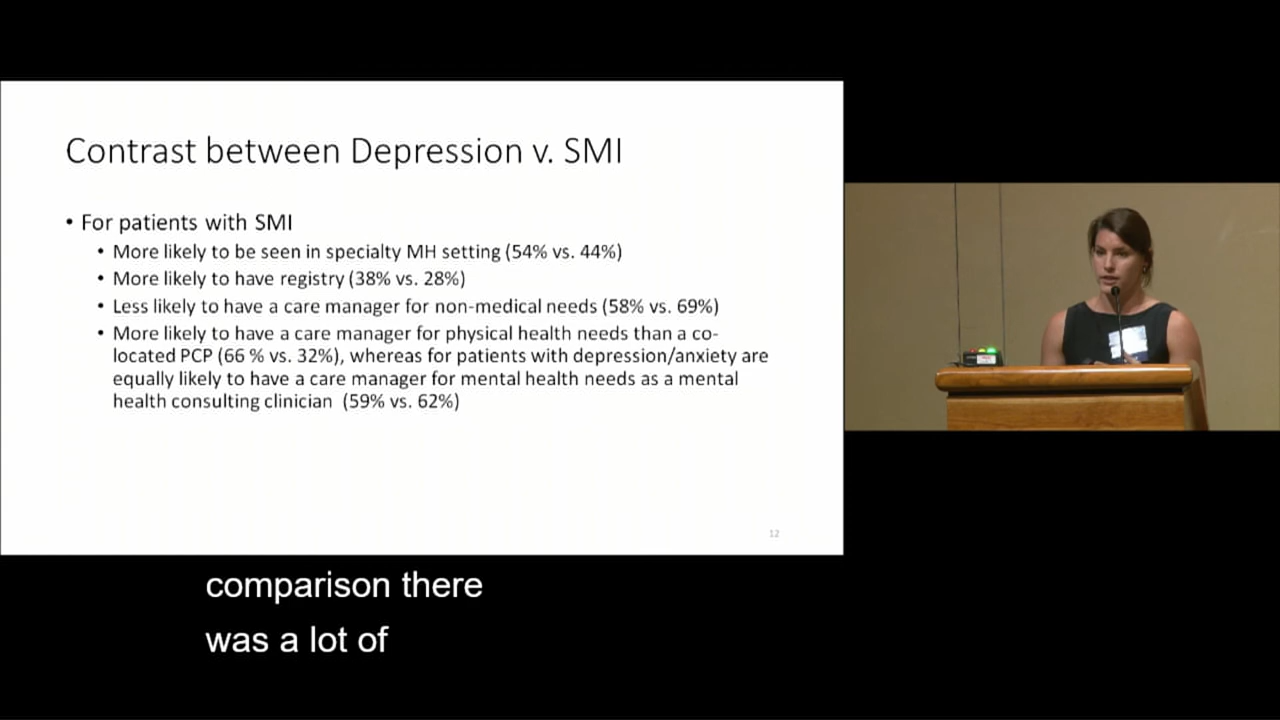 Contrast between Depression v. SMI
• For patients with SMI
• More likely to be seen in specialty MH setting (54% vs. 44%)
• More likely to have registry (38% vs. 28%)
• Less likely to have a care manager for non-medical needs (58% vs. 69%)
• More likely to have a care manager for physical health needs than a co-
located PCP (66 % vs. 32%), whereas for patients with depression/anxiety are
equally likely to have a care manager for mental health needs as a mental
health consulting clinician (59% vs. 62%)
12
comparison there
was a lot of